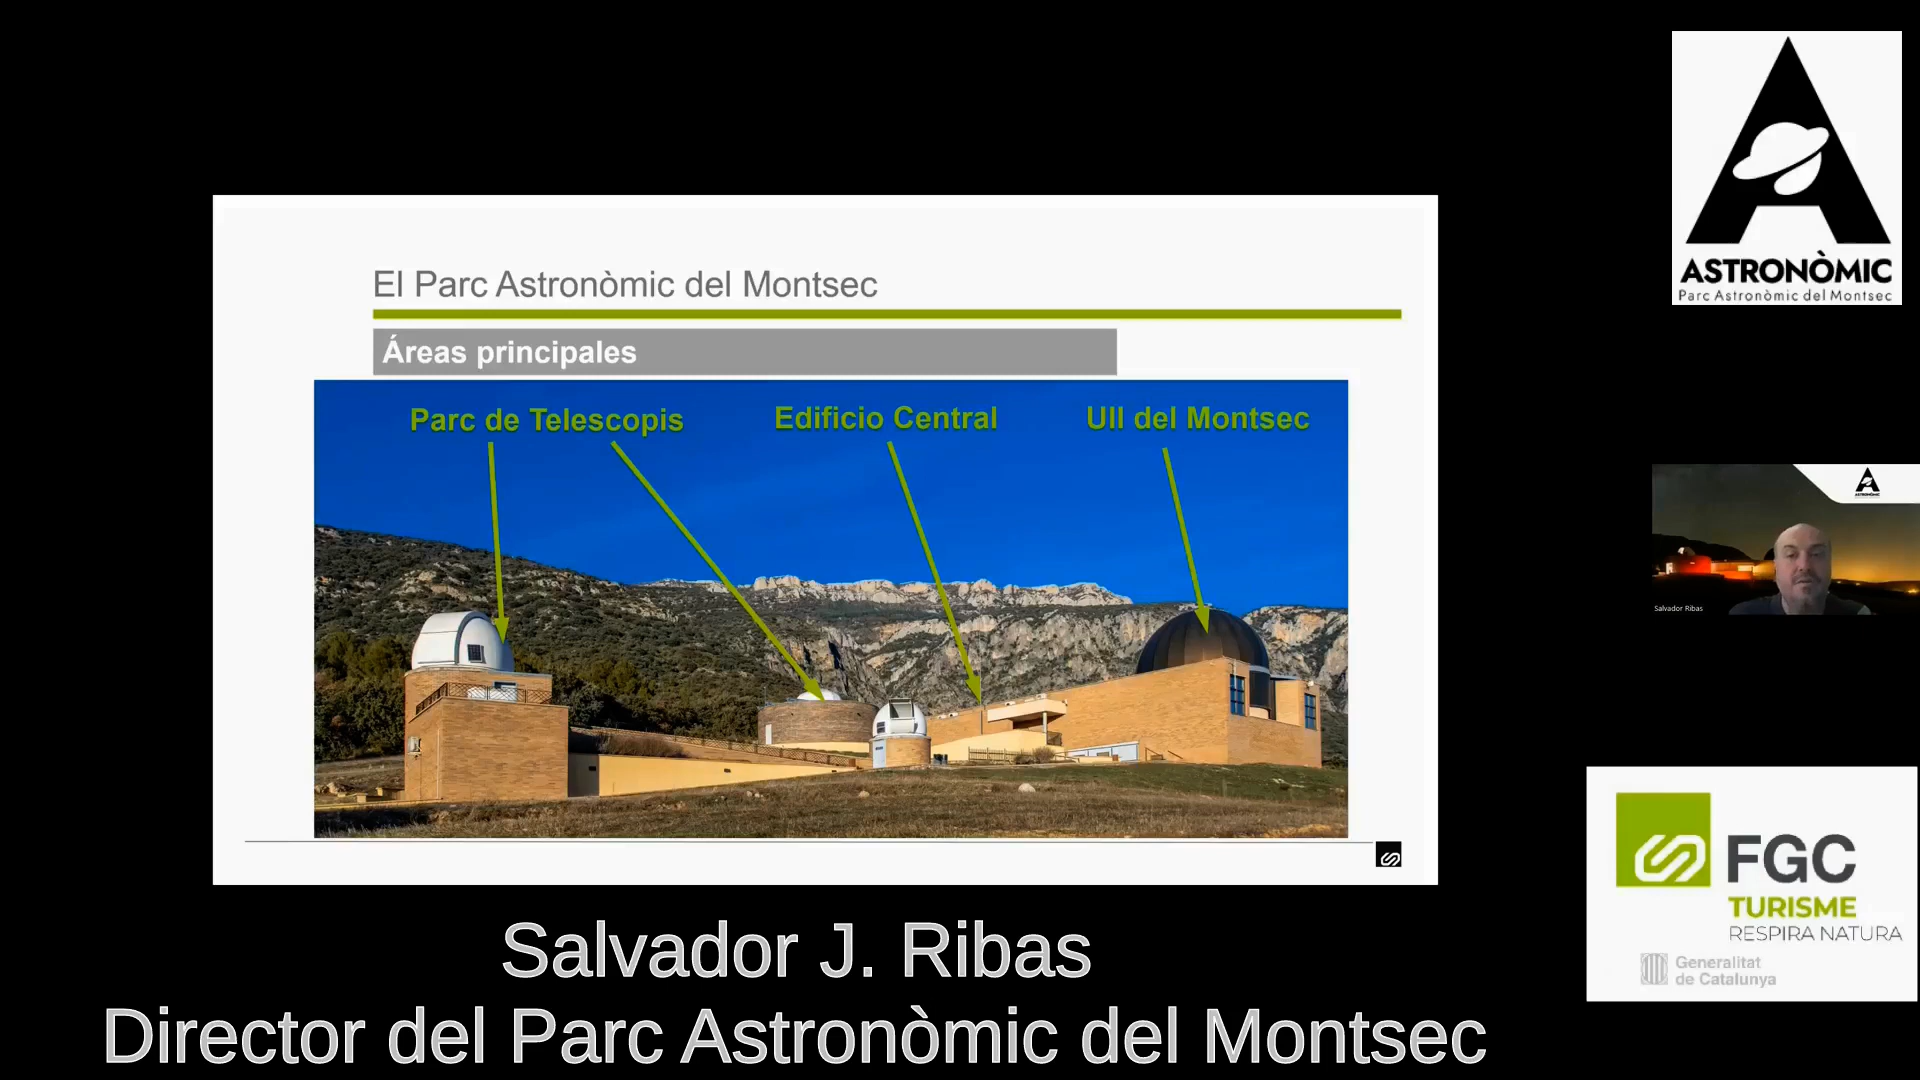 El Parc Astronòmic del Montsec
Áreas principales
Parc de Telescopis
Edificio Central
Ull del Montsec
Salvador J. Ribas
Director del Parc Astronòmic del Montsec
ASTRONÒMIC
Parc Astronòmic del Montsec
ASTRONÒMIC
Salvador Ribas
FGC
TURISME
RESPIRA NATURA
Generalitat
de Catalunya